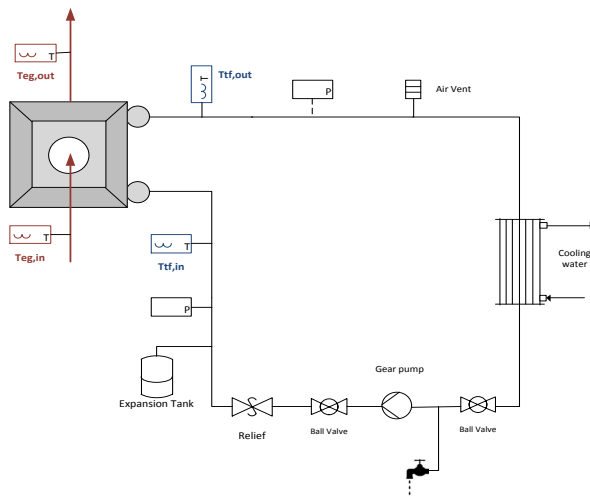 T
Teg,out
T
Ttf,out
P
Air Vent
T
Teg,in
T
Ttf,in
Cooling
water
P
Gear pump
Expansion Tank
Relief
Ball Valve
Ball Valve